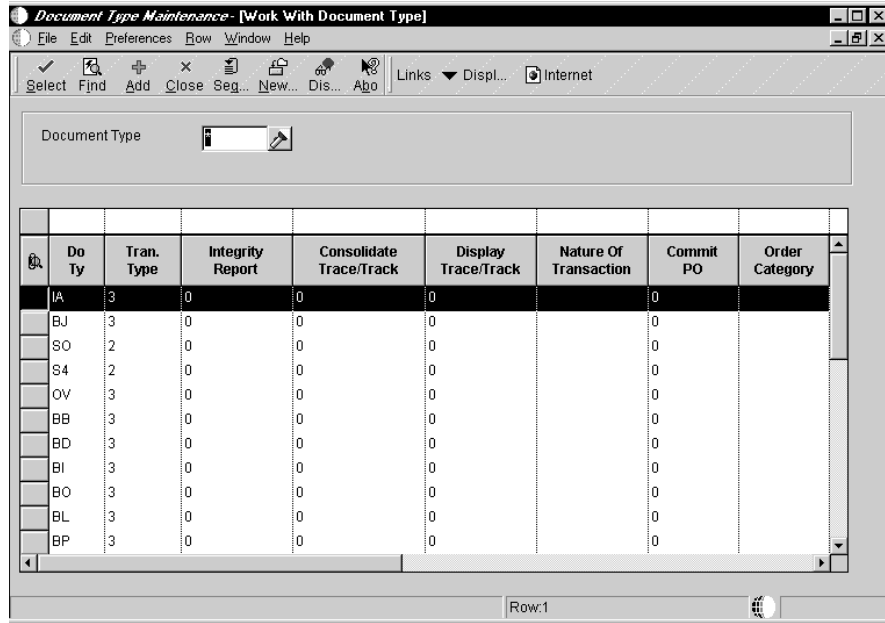 Document Type Maintenance - [Work With Document Type]
File Edit Preferences Row Window Help
Select Find Add Close Seq... New... Dis... Abo Links Displ... Internet
Document Type *
Do Ty Tran. Type Integrity Report Consolidate Trace/Track Display Trace/Track Nature Of Transaction Commit PO Order Category
IA 3 0 0 0 0
BJ 3 0 0 0 0
SO 2 0 0 0 0
S4 2 0 0 0 0
OV 3 0 0 0 0
BB 3 0 0 0 0
BD 3 0 0 0 0
BI 3 0 0 0 0
BO 3 0 0 0 0
BL 3 0 0 0 0
BP 3 0 0 0 0
Row:1